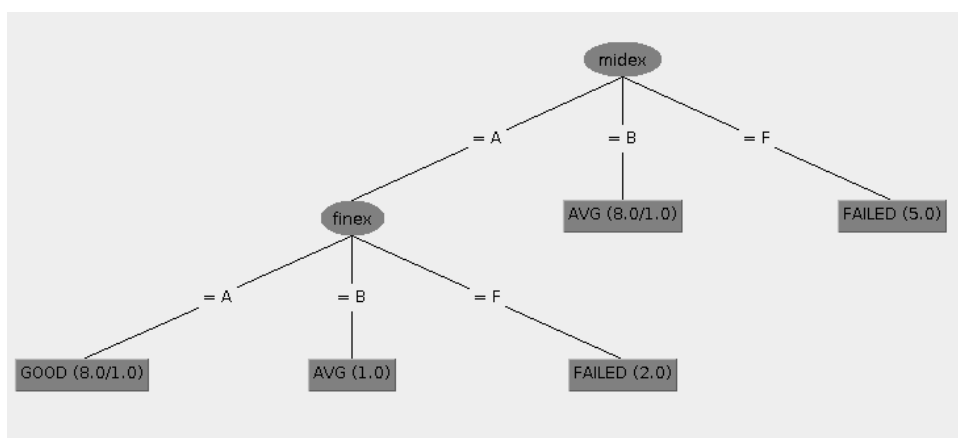 midex
= A
= B
= F
finex
AVG (8.0/1.0)
FAILED (5.0)
= A
= B
= F
GOOD (8.0/1.0)
AVG (1.0)
FAILED (2.0)